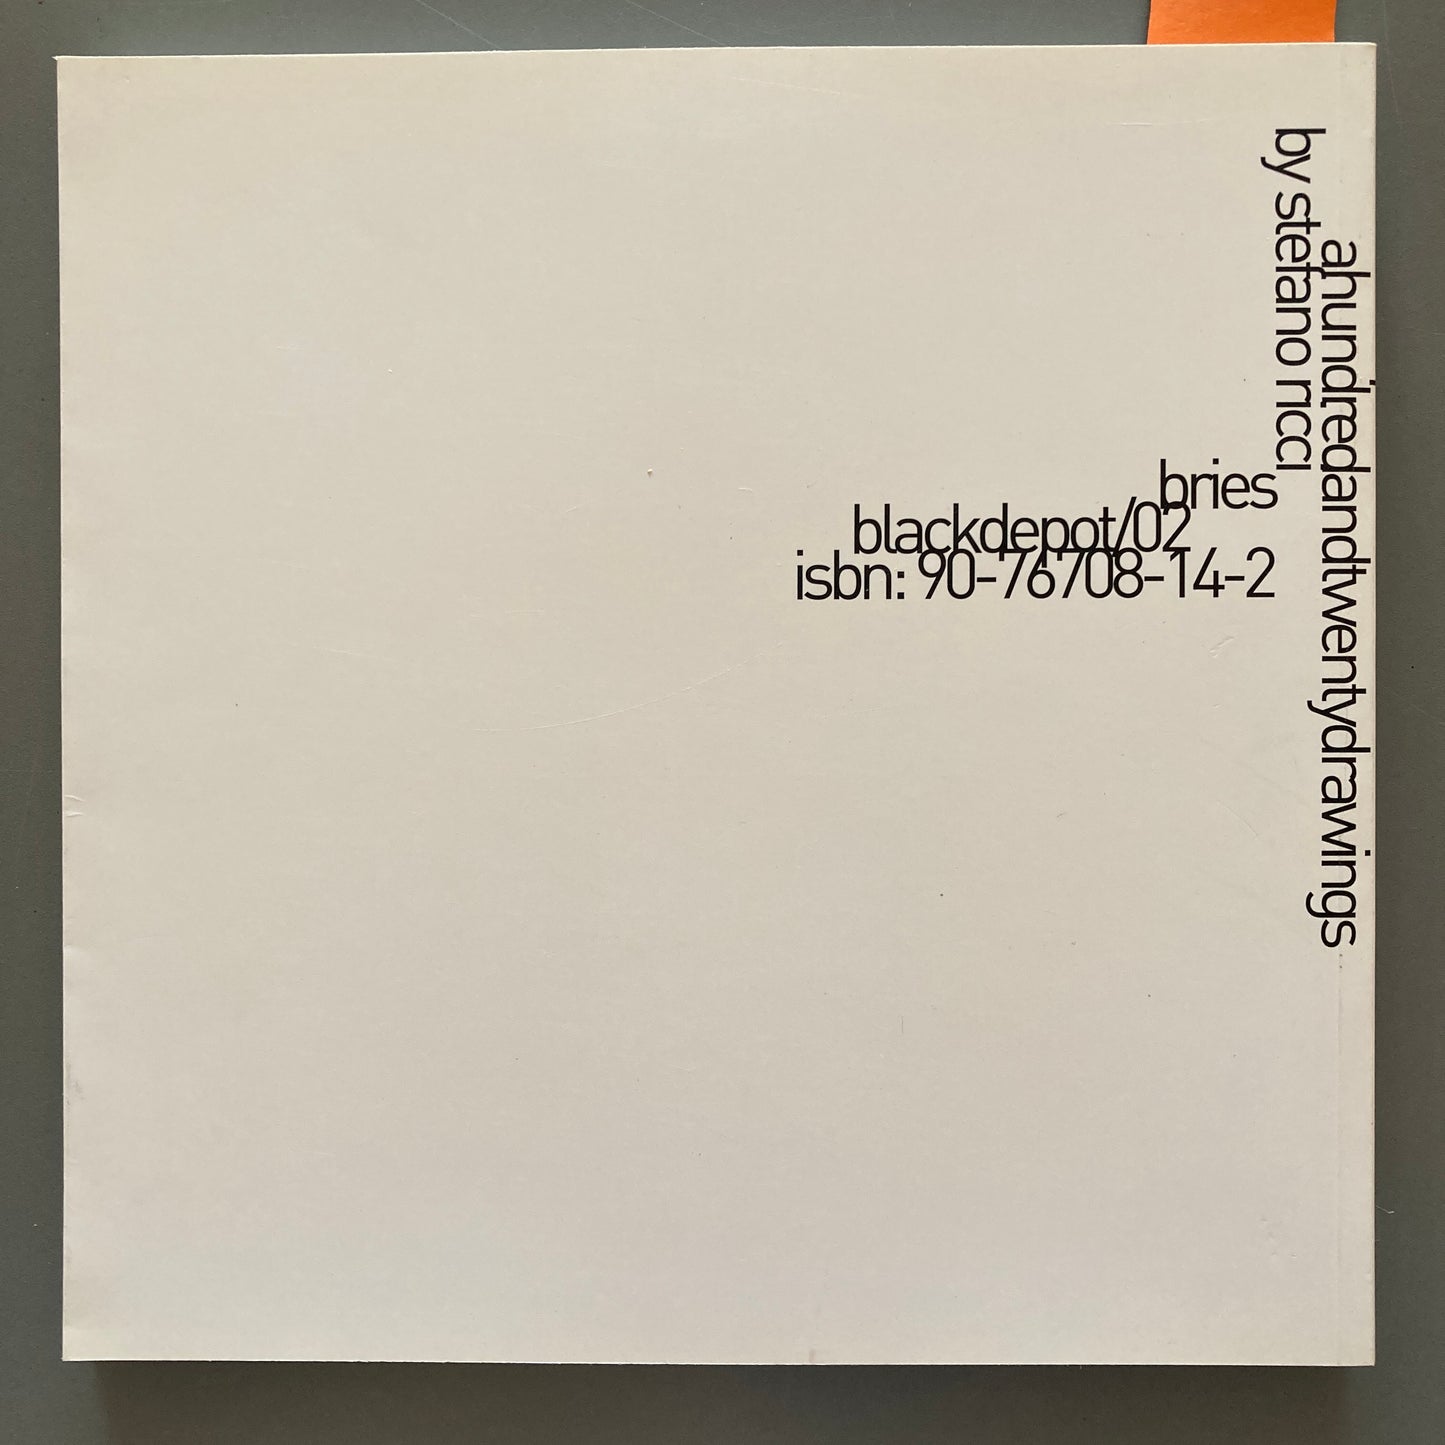 by stefano ricci
ahundredandtwentydrawings
bries
blackdepot/02
isbn: 90-76708-14-2